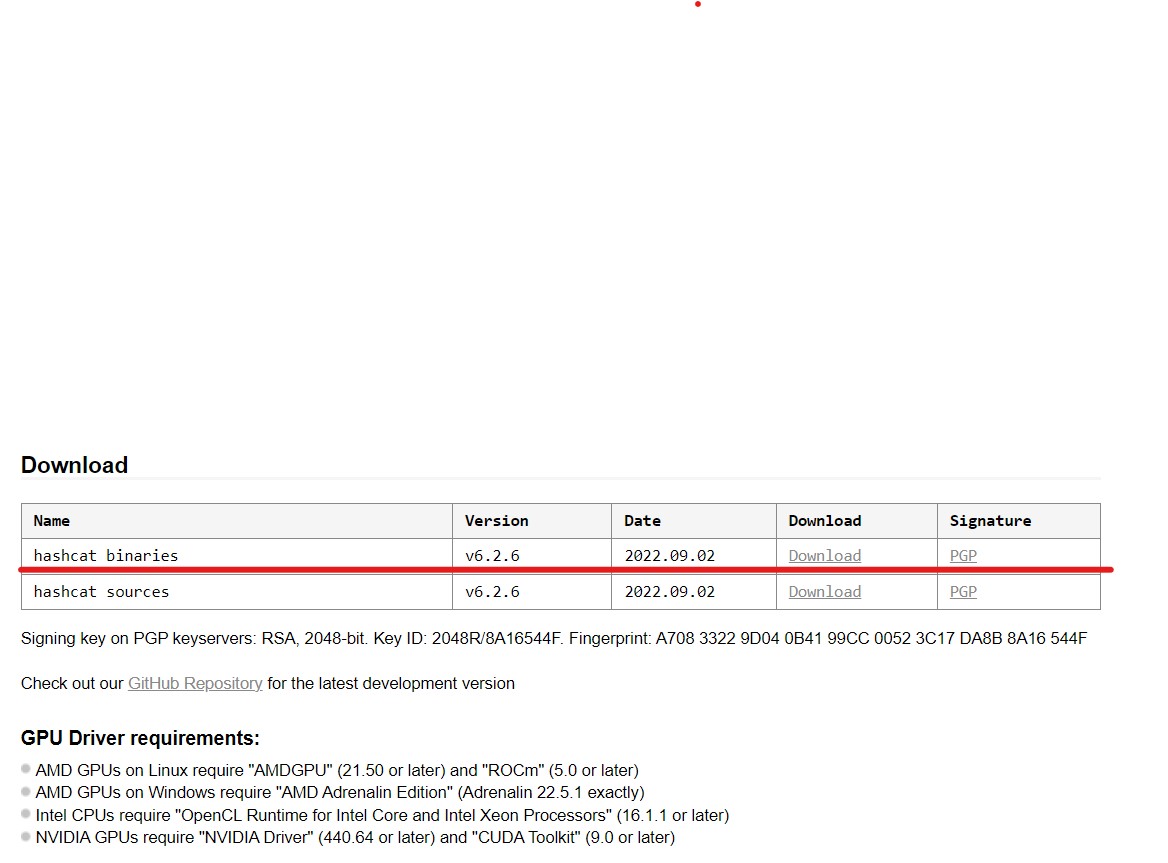 Download
Name Version Date Download Signature
hashcat binaries v6.2.6 2022.09.02 Download PGP
hashcat sources v6.2.6 2022.09.02 Download PGP
Signing key on PGP keyservers: RSA, 2048-bit. Key ID: 2048R/8A16544F. Fingerprint: A708 3322 9D04 0B41 99CC 0052 3C17 DA8B 8A16 544F
Check out our GitHub Repository for the latest development version
GPU Driver requirements:
AMD GPUs on Linux require "AMDGPU" (21.50 or later) and "ROCm" (5.0 or later)
AMD GPUs on Windows require "AMD Adrenalin Edition" (Adrenalin 22.5.1 exactly)
Intel CPUs require "OpenCL Runtime for Intel Core and Intel Xeon Processors" (16.1.1 or later)
NVIDIA GPUs require "NVIDIA Driver" (440.64 or later) and "CUDA Toolkit" (9.0 or later)